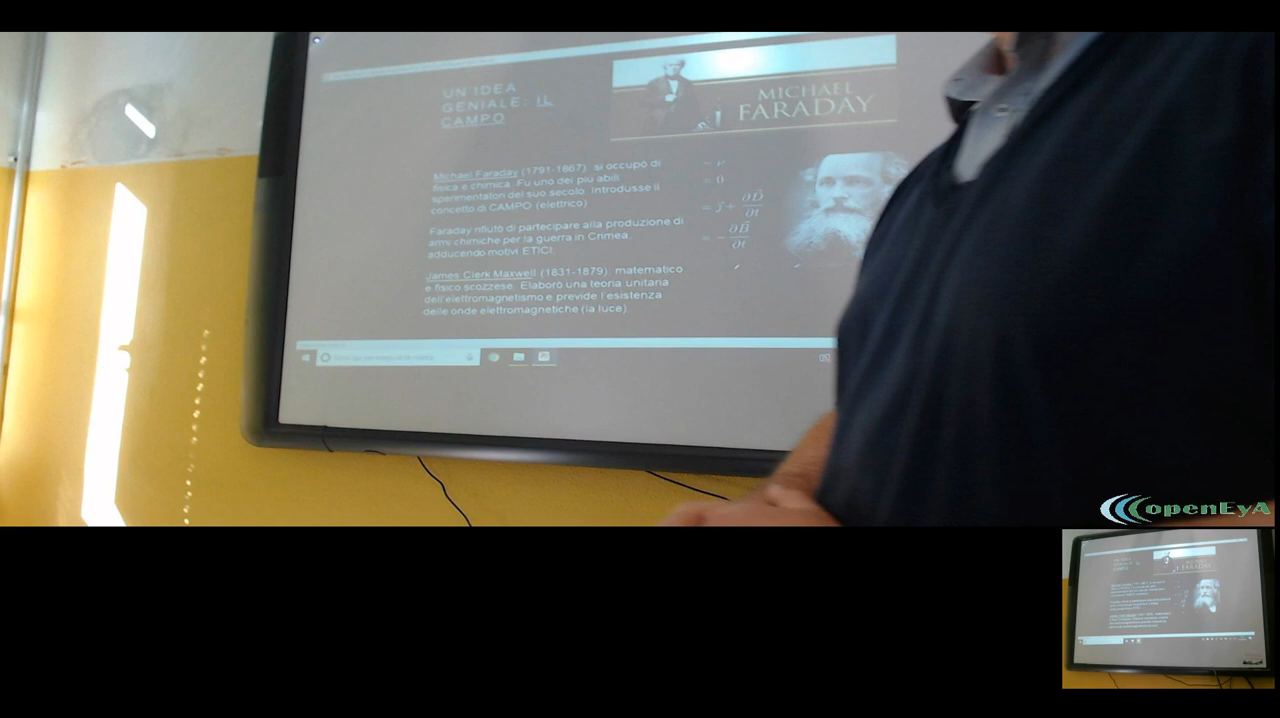 UN'IDEA
GENIALE: IL
CAMPO
MICHAEL
FARADAY
Michael Faraday (1791-1867): si occupò di
fisica e chimica. Fu uno dei più abili
sperimentatori del suo secolo. Introdusse il
concetto di CAMPO (elettrico)
Faraday rifiutò di partecipare alla produzione di
armi chimiche per la guerra in Crimea,
adducendo motivi ETICI.
James Clerk Maxwell (1831-1879): matematico
e fisico scozzese. Elaborò una teoria unitaria
dell'elettromagnetismo e previde l'esistenza
delle onde elettromagnetiche (la luce).
= ρ
= 0
= J + ∂D/∂t
= - ∂B/∂t
openEyA